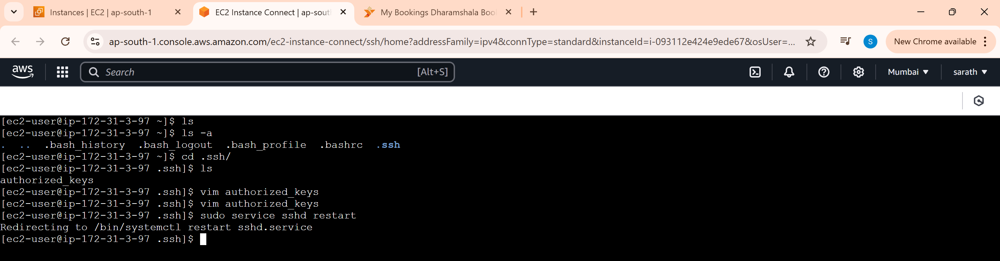 Instances | EC2 | ap-south-1
EC2 Instance Connect | ap-sout
My Bookings Dharamshala Boo
ap-south-1.console.aws.amazon.com/ec2-instance-connect/ssh/home?addressFamily=ipv4&connType=standard&instanceId=i-093112e424e9ede67&osUser=...
S
New Chrome available
aws
Search
[Alt+S]
Mumbai
sarath
[ec2-user@ip-172-31-3-97 ~]$ ls
[ec2-user@ip-172-31-3-97 ~]$ ls -a
.  ..  .bash_history  .bash_logout  .bash_profile  .bashrc  .ssh
[ec2-user@ip-172-31-3-97 ~]$ cd .ssh/
[ec2-user@ip-172-31-3-97 .ssh]$ ls
authorized_keys
[ec2-user@ip-172-31-3-97 .ssh]$ vim authorized_keys
[ec2-user@ip-172-31-3-97 .ssh]$ vim authorized_keys
[ec2-user@ip-172-31-3-97 .ssh]$ sudo service sshd restart
Redirecting to /bin/systemctl restart sshd.service
[ec2-user@ip-172-31-3-97 .ssh]$